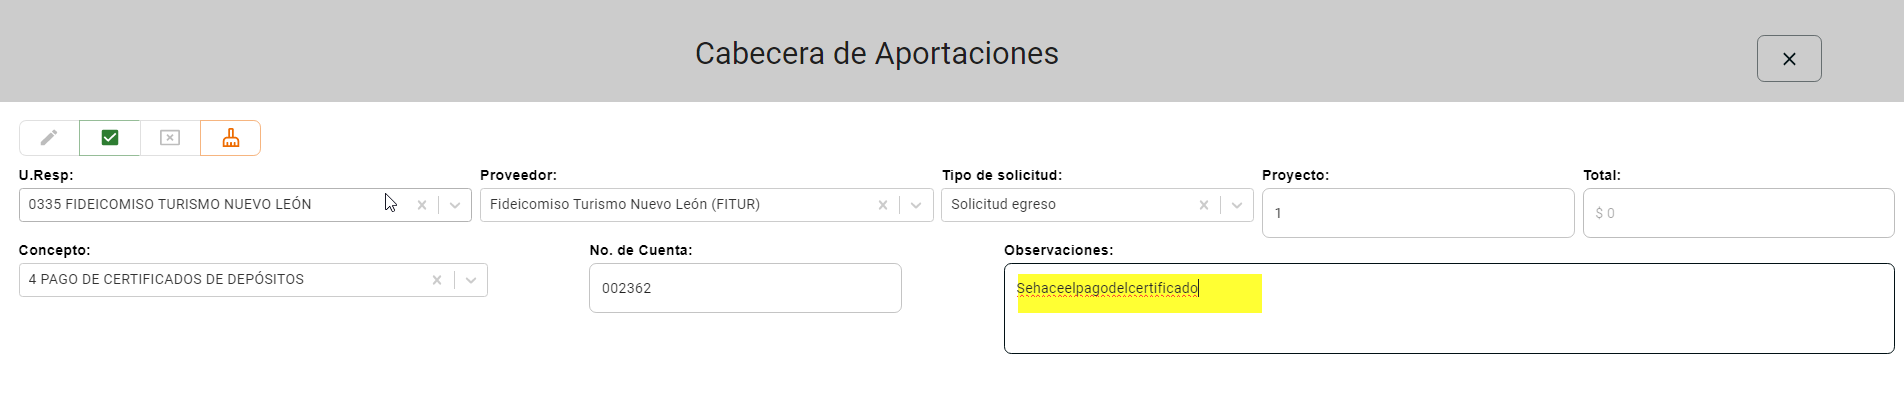 Cabecera de Aportaciones
U.Resp: Proveedor: Tipo de solicitud: Proyecto: Total:
0335 FIDEICOMISO TURISMO NUEVO LEÓN Fideicomiso Turismo Nuevo León (FITUR) Solicitud egreso 1 $ 0
Concepto: No. de Cuenta: Observaciones:
4 PAGO DE CERTIFICADOS DE DEPÓSITOS 002362 Sehaceelpagodelcertificado